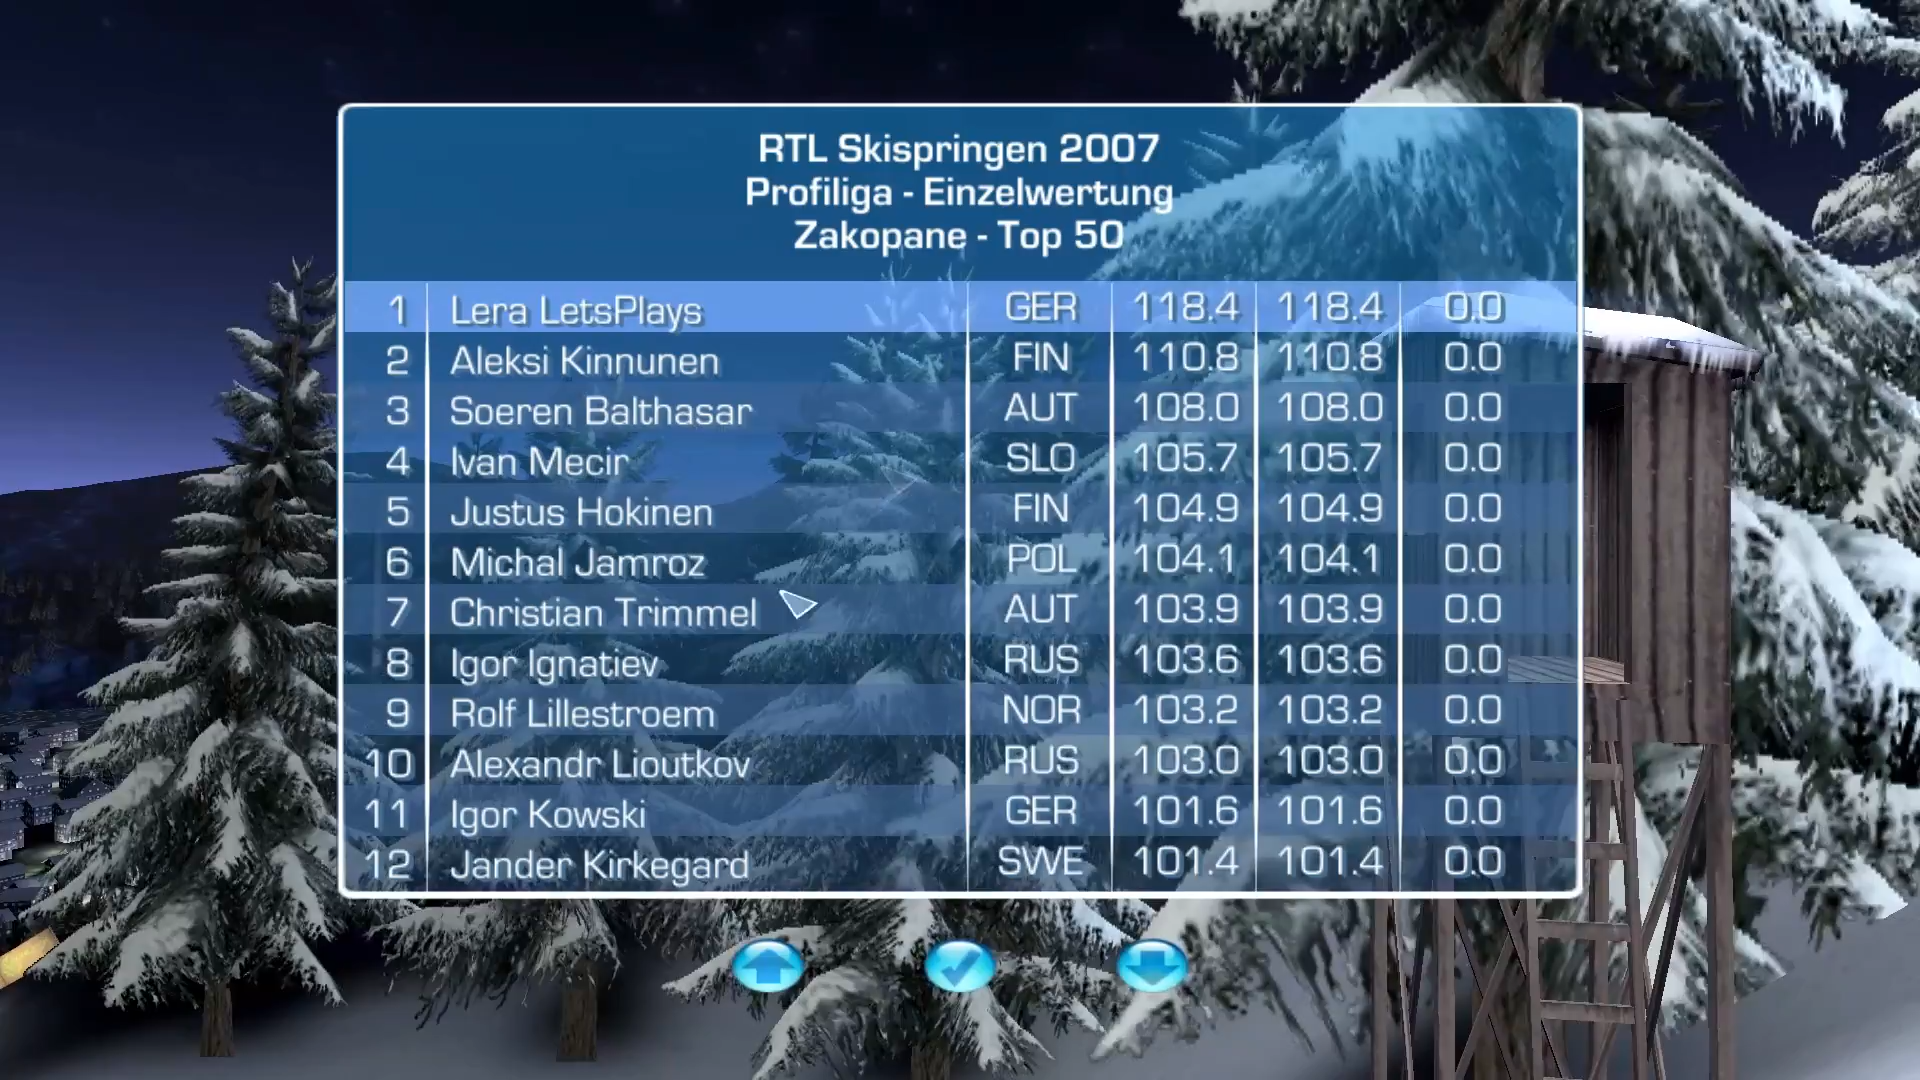 RTL Skispringen 2007
Profiliga - Einzelwertung
Zakopane - Top 50
1 Lera LetsPlays GER 118.4 118.4 0.0
2 Aleksi Kinnunen FIN 110.8 110.8 0.0
3 Soeren Balthasar AUT 108.0 108.0 0.0
4 Ivan Mecir SLO 105.7 105.7 0.0
5 Justus Hokinen FIN 104.9 104.9 0.0
6 Michal Jamroz POL 104.1 104.1 0.0
7 Christian Trimmel AUT 103.9 103.9 0.0
8 Igor Ignatiev RUS 103.6 103.6 0.0
9 Rolf Lillestroem NOR 103.2 103.2 0.0
10 Alexandr Lioutkov RUS 103.0 103.0 0.0
11 Igor Kowski GER 101.6 101.6 0.0
12 Jander Kirkegard SWE 101.4 101.4 0.0